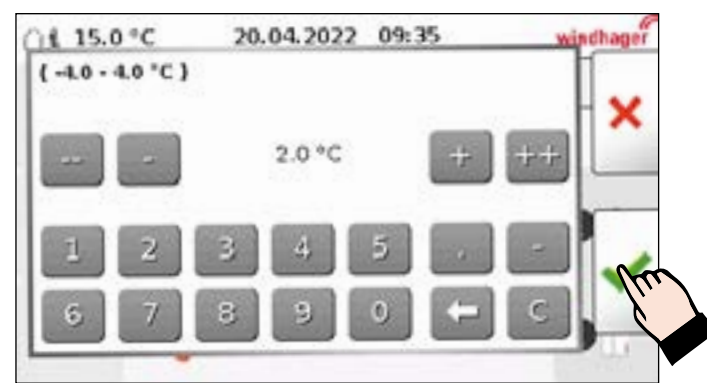 15.0 °C 20.04.2022 09:35 windhager
( -4.0 - 4.0 °C )
-- - 2.0 °C + ++
1 2 3 4 5 . -
6 7 8 9 0 C